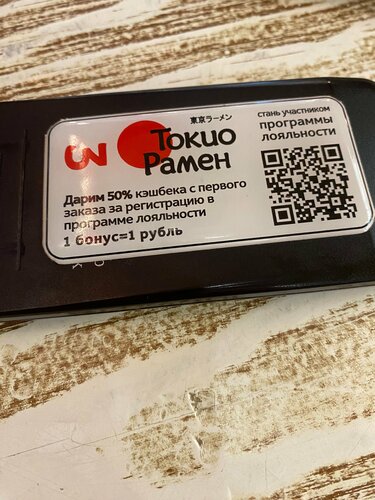 東京ラーメン
Токио
Рамен
стань участником
программы
лояльности
Дарим 50% кэшбека с первого
заказа за регистрацию в
программе лояльности
1 бонус=1 рубль